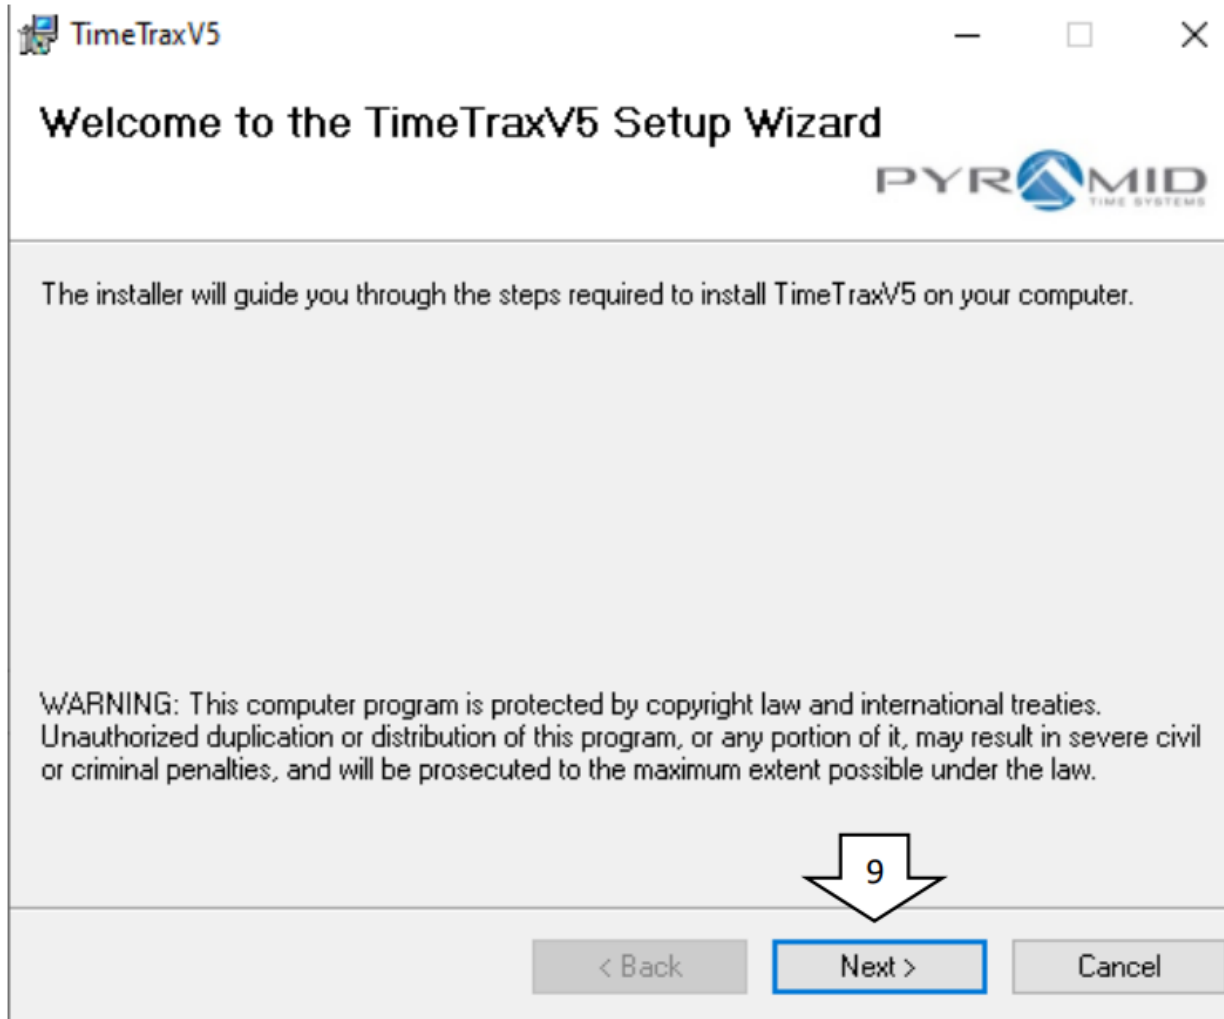 TimeTraxV5
Welcome to the TimeTraxV5 Setup Wizard
PYRAMID
TIME SYSTEMS
The installer will guide you through the steps required to install TimeTraxV5 on your computer.
WARNING: This computer program is protected by copyright law and international treaties.
Unauthorized duplication or distribution of this program, or any portion of it, may result in severe civil
or criminal penalties, and will be prosecuted to the maximum extent possible under the law.
9
< Back
Next >
Cancel